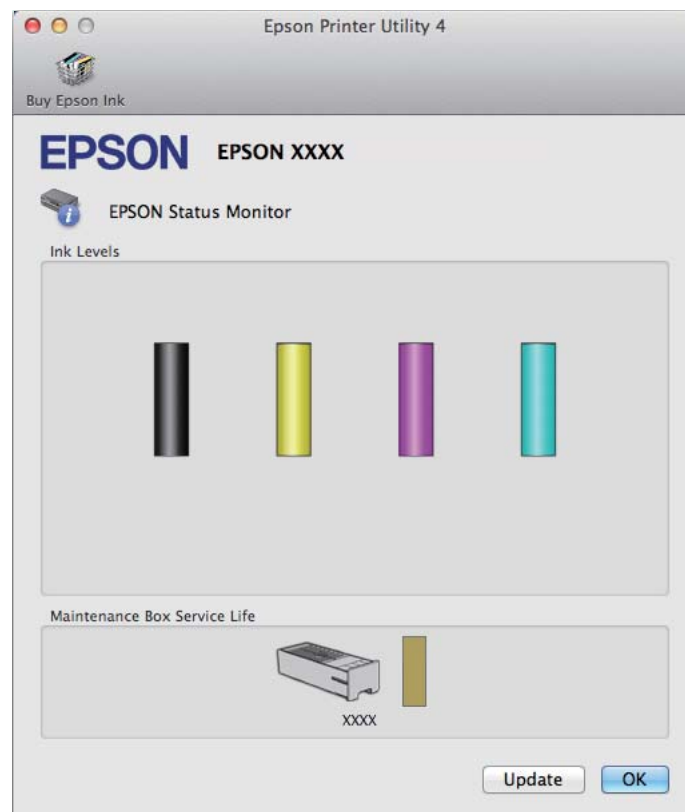 Epson Printer Utility 4
Buy Epson Ink
EPSON EPSON XXXX
EPSON Status Monitor
Ink Levels
Maintenance Box Service Life
XXXX
Update OK